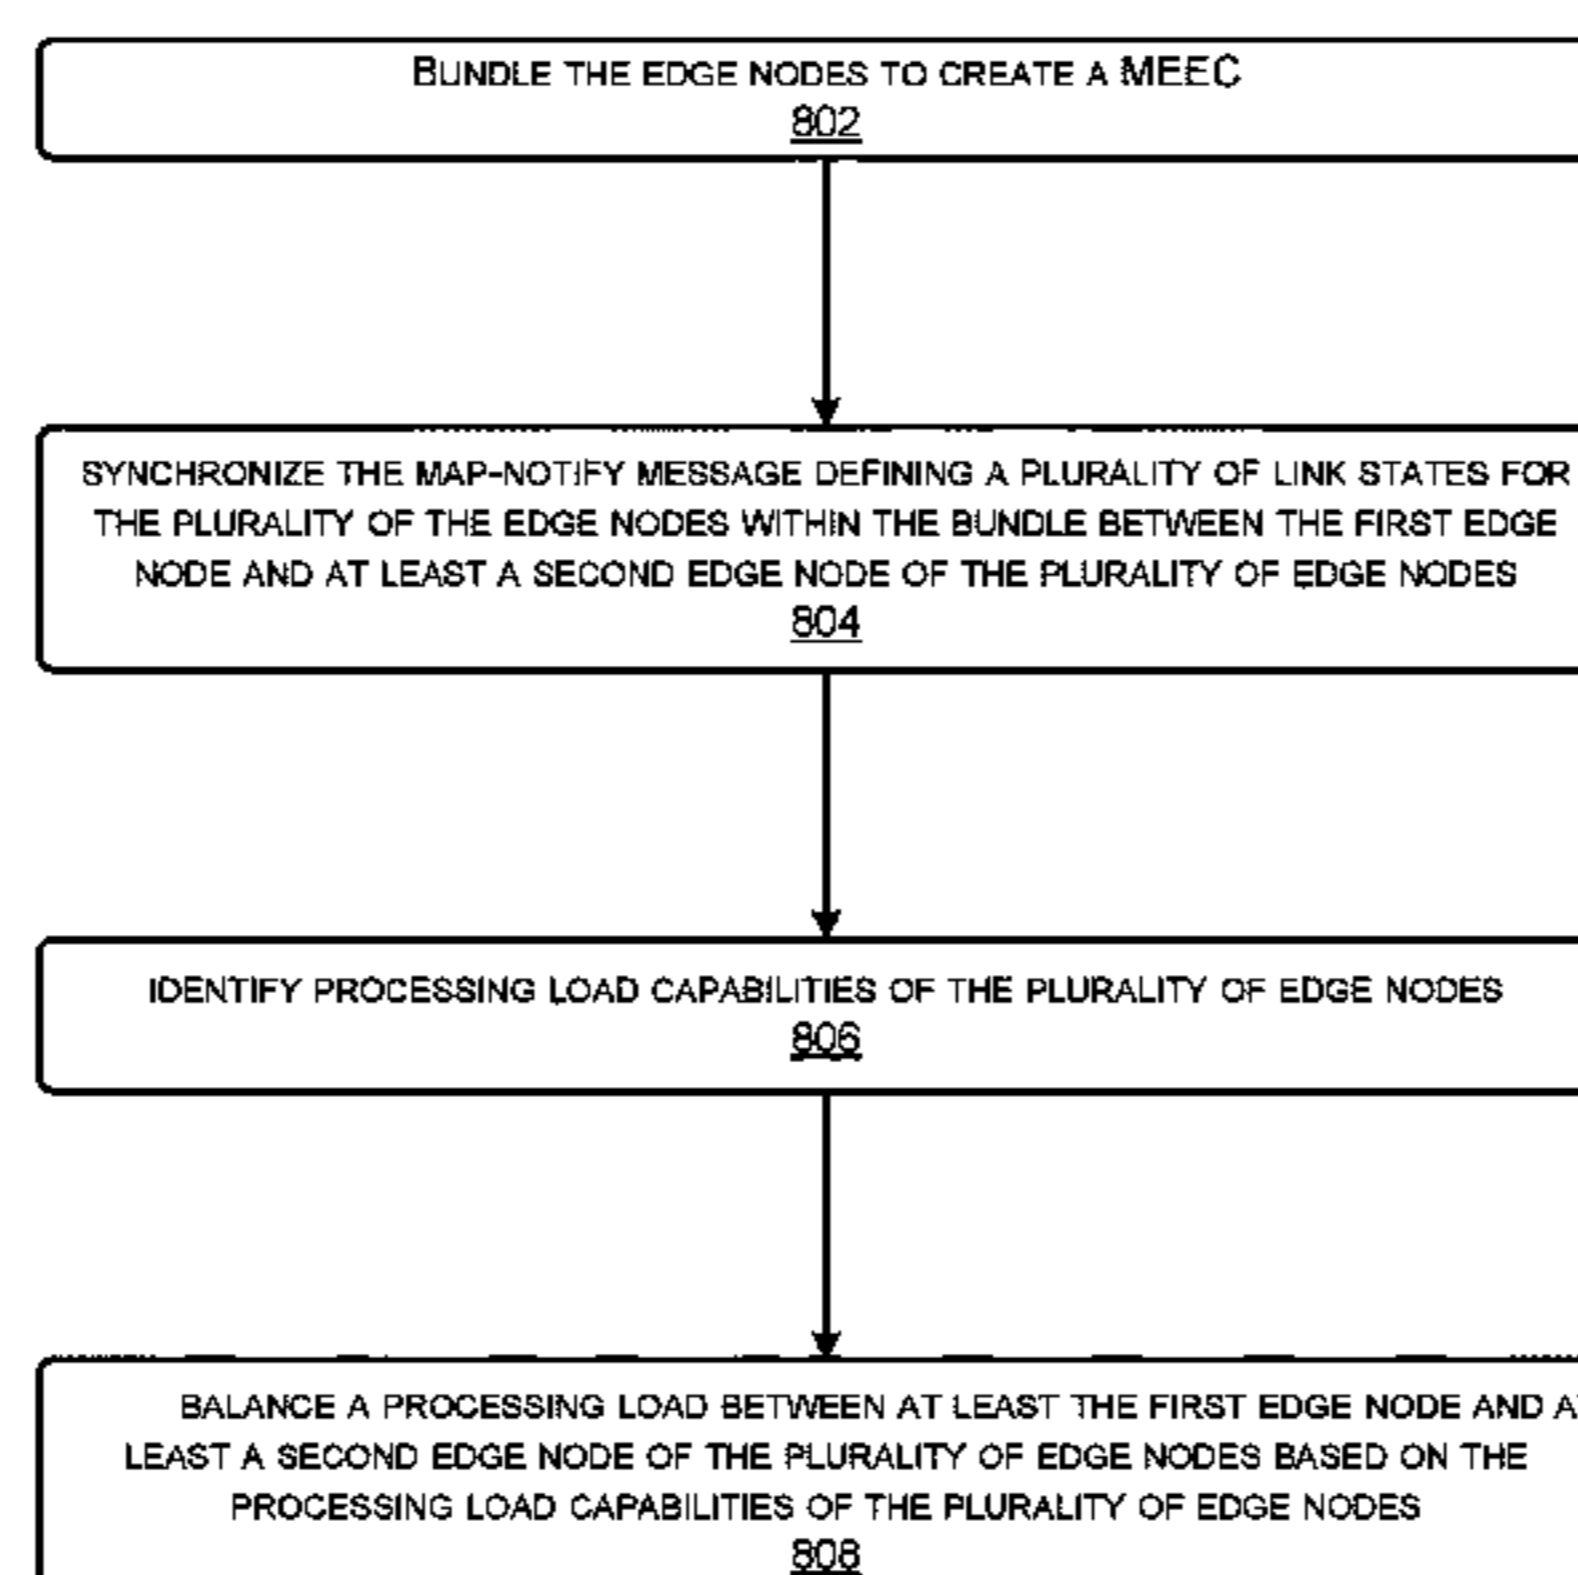 BUNDLE THE EDGE NODES TO CREATE A MEEC
802
SYNCHRONIZE THE MAP-NOTIFY MESSAGE DEFINING A PLURALITY OF LINK STATES FOR
THE PLURALITY OF THE EDGE NODES WITHIN THE BUNDLE BETWEEN THE FIRST EDGE
NODE AND AT LEAST A SECOND EDGE NODE OF THE PLURALITY OF EDGE NODES
804
IDENTIFY PROCESSING LOAD CAPABILITIES OF THE PLURALITY OF EDGE NODES
806
BALANCE A PROCESSING LOAD BETWEEN AT LEAST THE FIRST EDGE NODE AND AT
LEAST A SECOND EDGE NODE OF THE PLURALITY OF EDGE NODES BASED ON THE
PROCESSING LOAD CAPABILITIES OF THE PLURALITY OF EDGE NODES
808